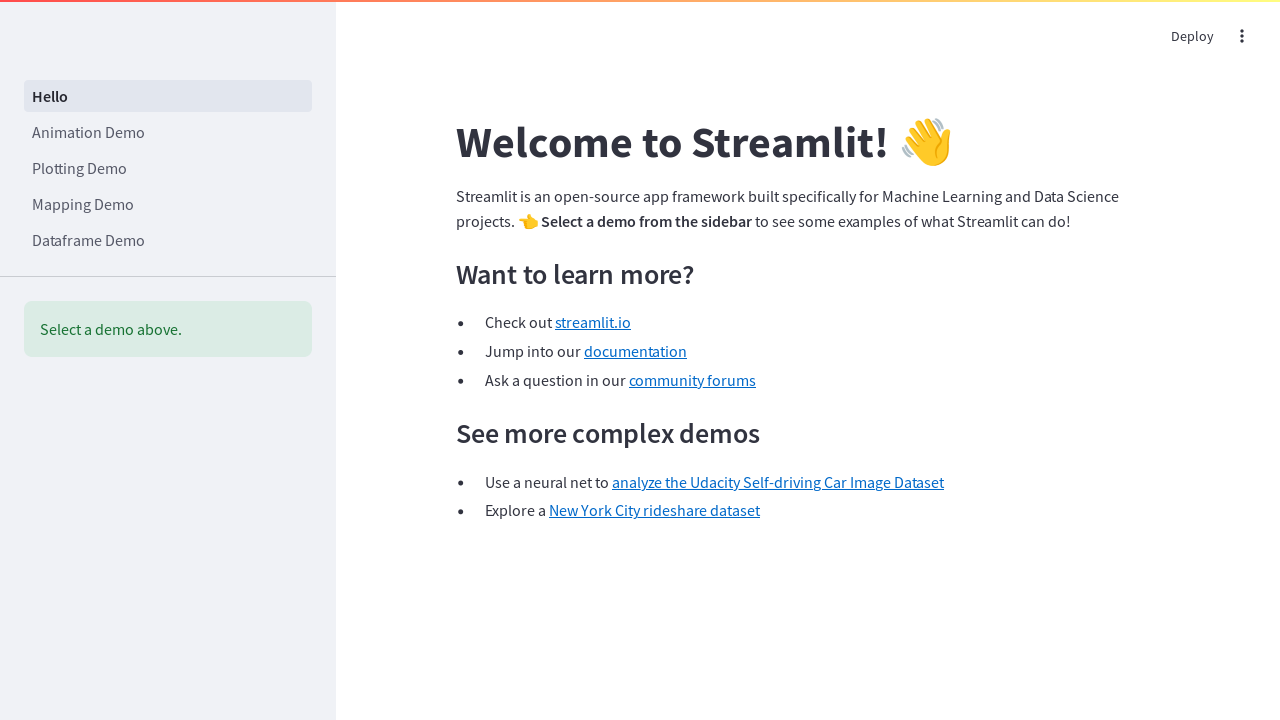 Deploy
Hello
Animation Demo
Plotting Demo
Mapping Demo
Dataframe Demo
Select a demo above.
Welcome to Streamlit! 👋
Streamlit is an open-source app framework built specifically for Machine Learning and Data Science
projects. 👈 Select a demo from the sidebar to see some examples of what Streamlit can do!
Want to learn more?
• Check out streamlit.io
• Jump into our documentation
• Ask a question in our community forums
See more complex demos
• Use a neural net to analyze the Udacity Self-driving Car Image Dataset
• Explore a New York City rideshare dataset